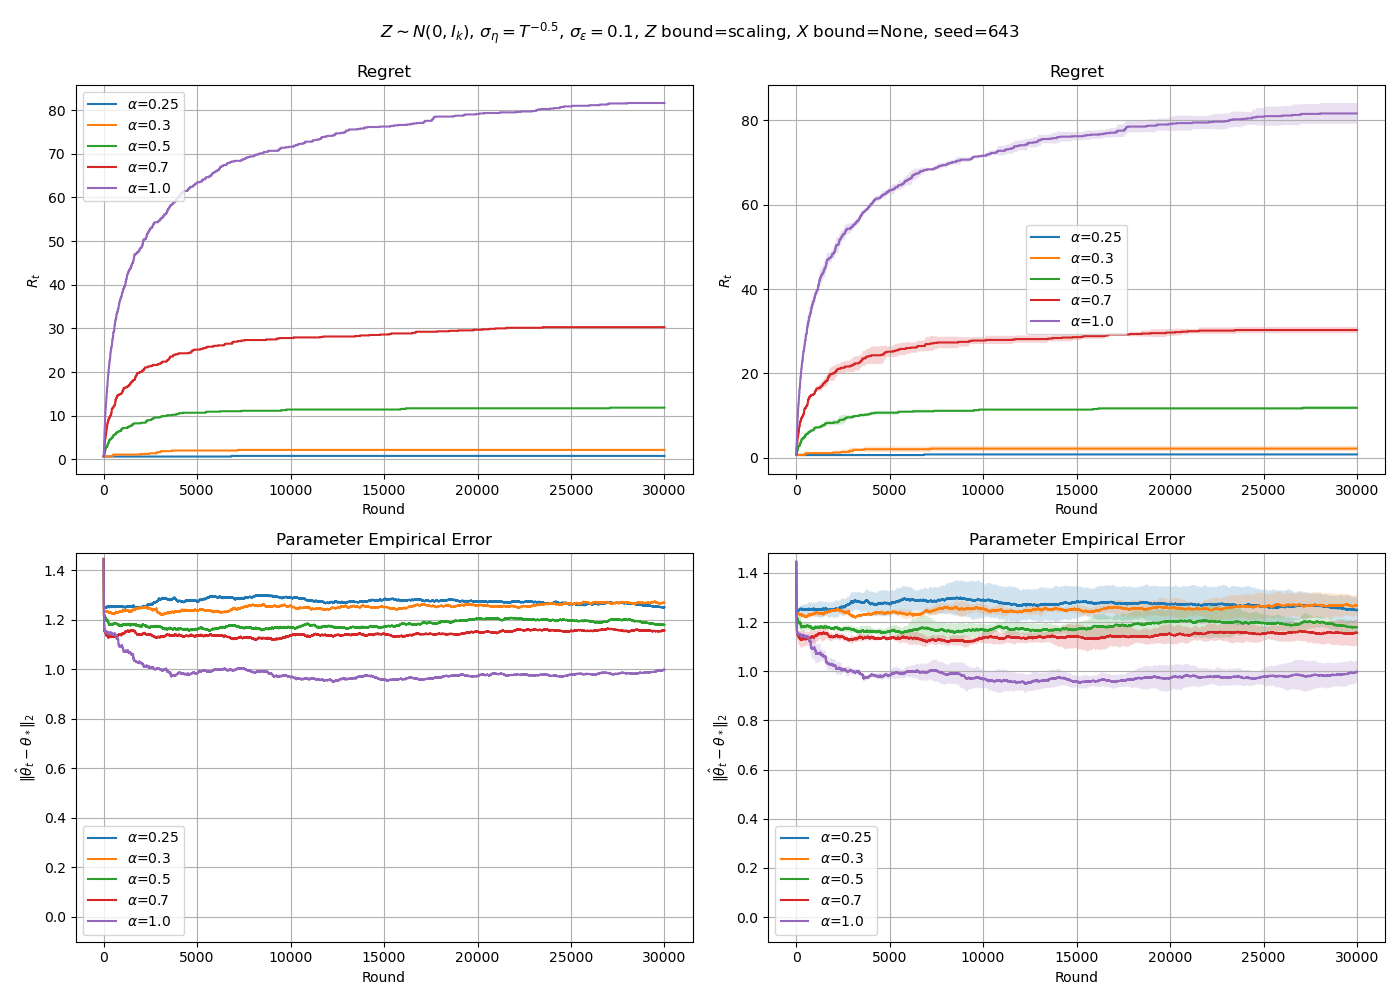 Z ∼ N(0, I_k), σ_η = T^{−0.5}, σ_ε = 0.1, Z bound=scaling, X bound=None, seed=643
Regret
R_t
80
70
60
50
40
30
20
10
0
α=0.25
α=0.3
α=0.5
α=0.7
α=1.0
0 5000 10000 15000 20000 25000 30000
Round
Regret
R_t
80
60
40
20
0
α=0.25
α=0.3
α=0.5
α=0.7
α=1.0
0 5000 10000 15000 20000 25000 30000
Round
Parameter Empirical Error
‖θ̂_t − θ_*‖_2
1.4
1.2
1.0
0.8
0.6
0.4
0.2
0.0
α=0.25
α=0.3
α=0.5
α=0.7
α=1.0
0 5000 10000 15000 20000 25000 30000
Round
Parameter Empirical Error
‖θ̂_t − θ_*‖_2
1.4
1.2
1.0
0.8
0.6
0.4
0.2
0.0
α=0.25
α=0.3
α=0.5
α=0.7
α=1.0
0 5000 10000 15000 20000 25000 30000
Round